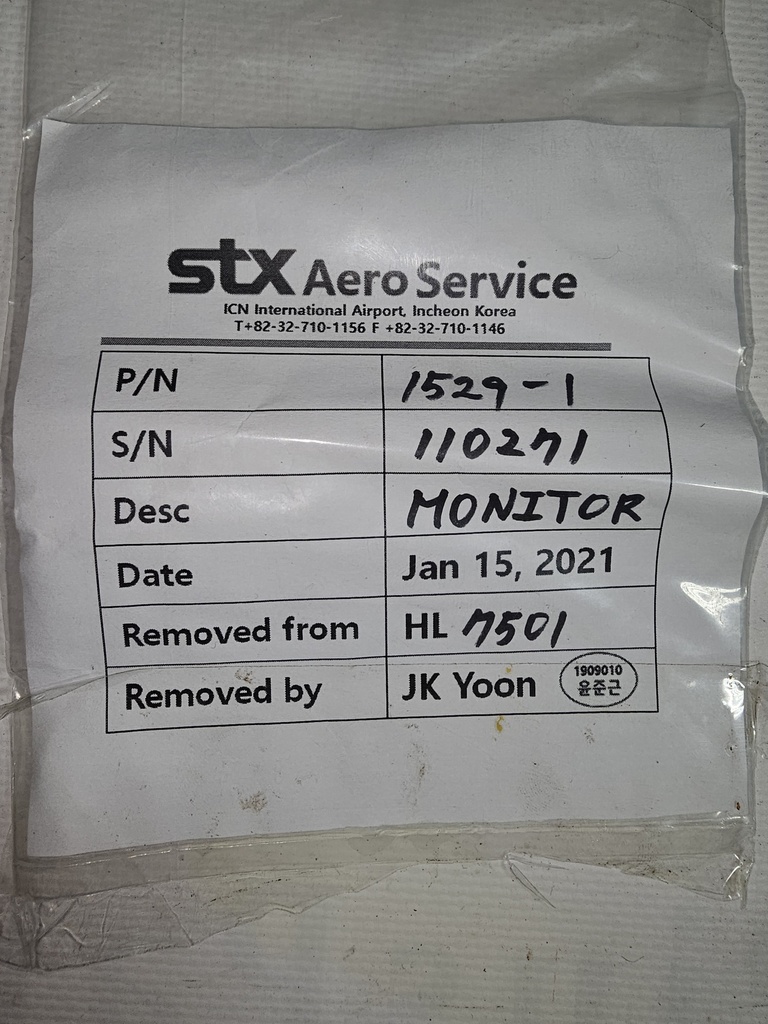 stx Aero Service
ICN International Airport, Incheon Korea
T+82-32-710-1156 F +82-32-710-1146
P/N 1529-1
S/N 110271
Desc MONITOR
Date Jan 15, 2021
Removed from HL 7501
Removed by JK Yoon 1909010 윤준근